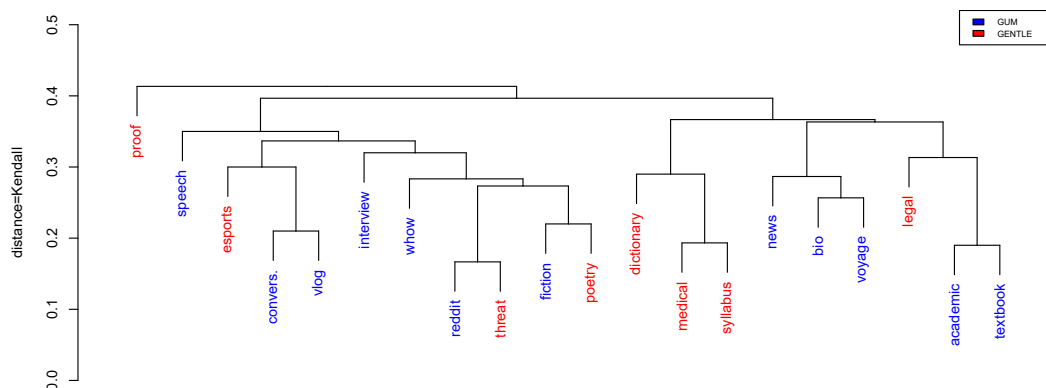 GUM
GENTLE
distance=Kendall
0.5
0.4
0.3
0.2
0.1
0.0
proof
speech
esports
convers.
vlog
interview
whow
reddit
threat
fiction
poetry
dictionary
medical
syllabus
news
bio
voyage
legal
academic
textbook